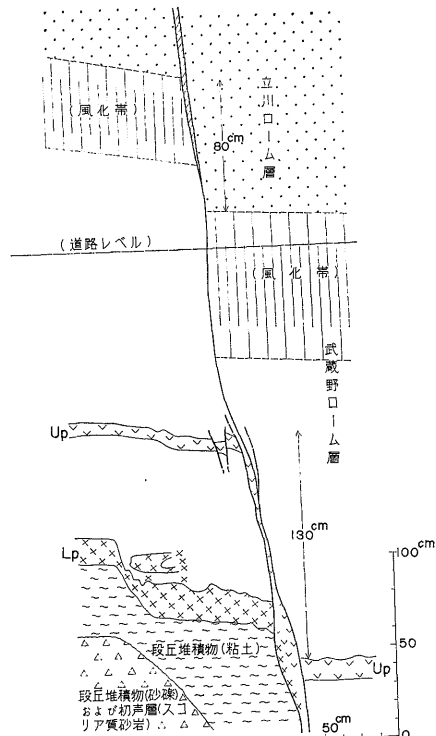 立川ローム層
（風化帯）
80cm
（道路レベル）
（風化帯）
武蔵野ローム層
Up
130cm
100cm
Lp
50
Up
段丘堆積物(粘土)
段丘堆積物(砂礫)
および初声層(スコ
リア質砂岩)
50cm
0